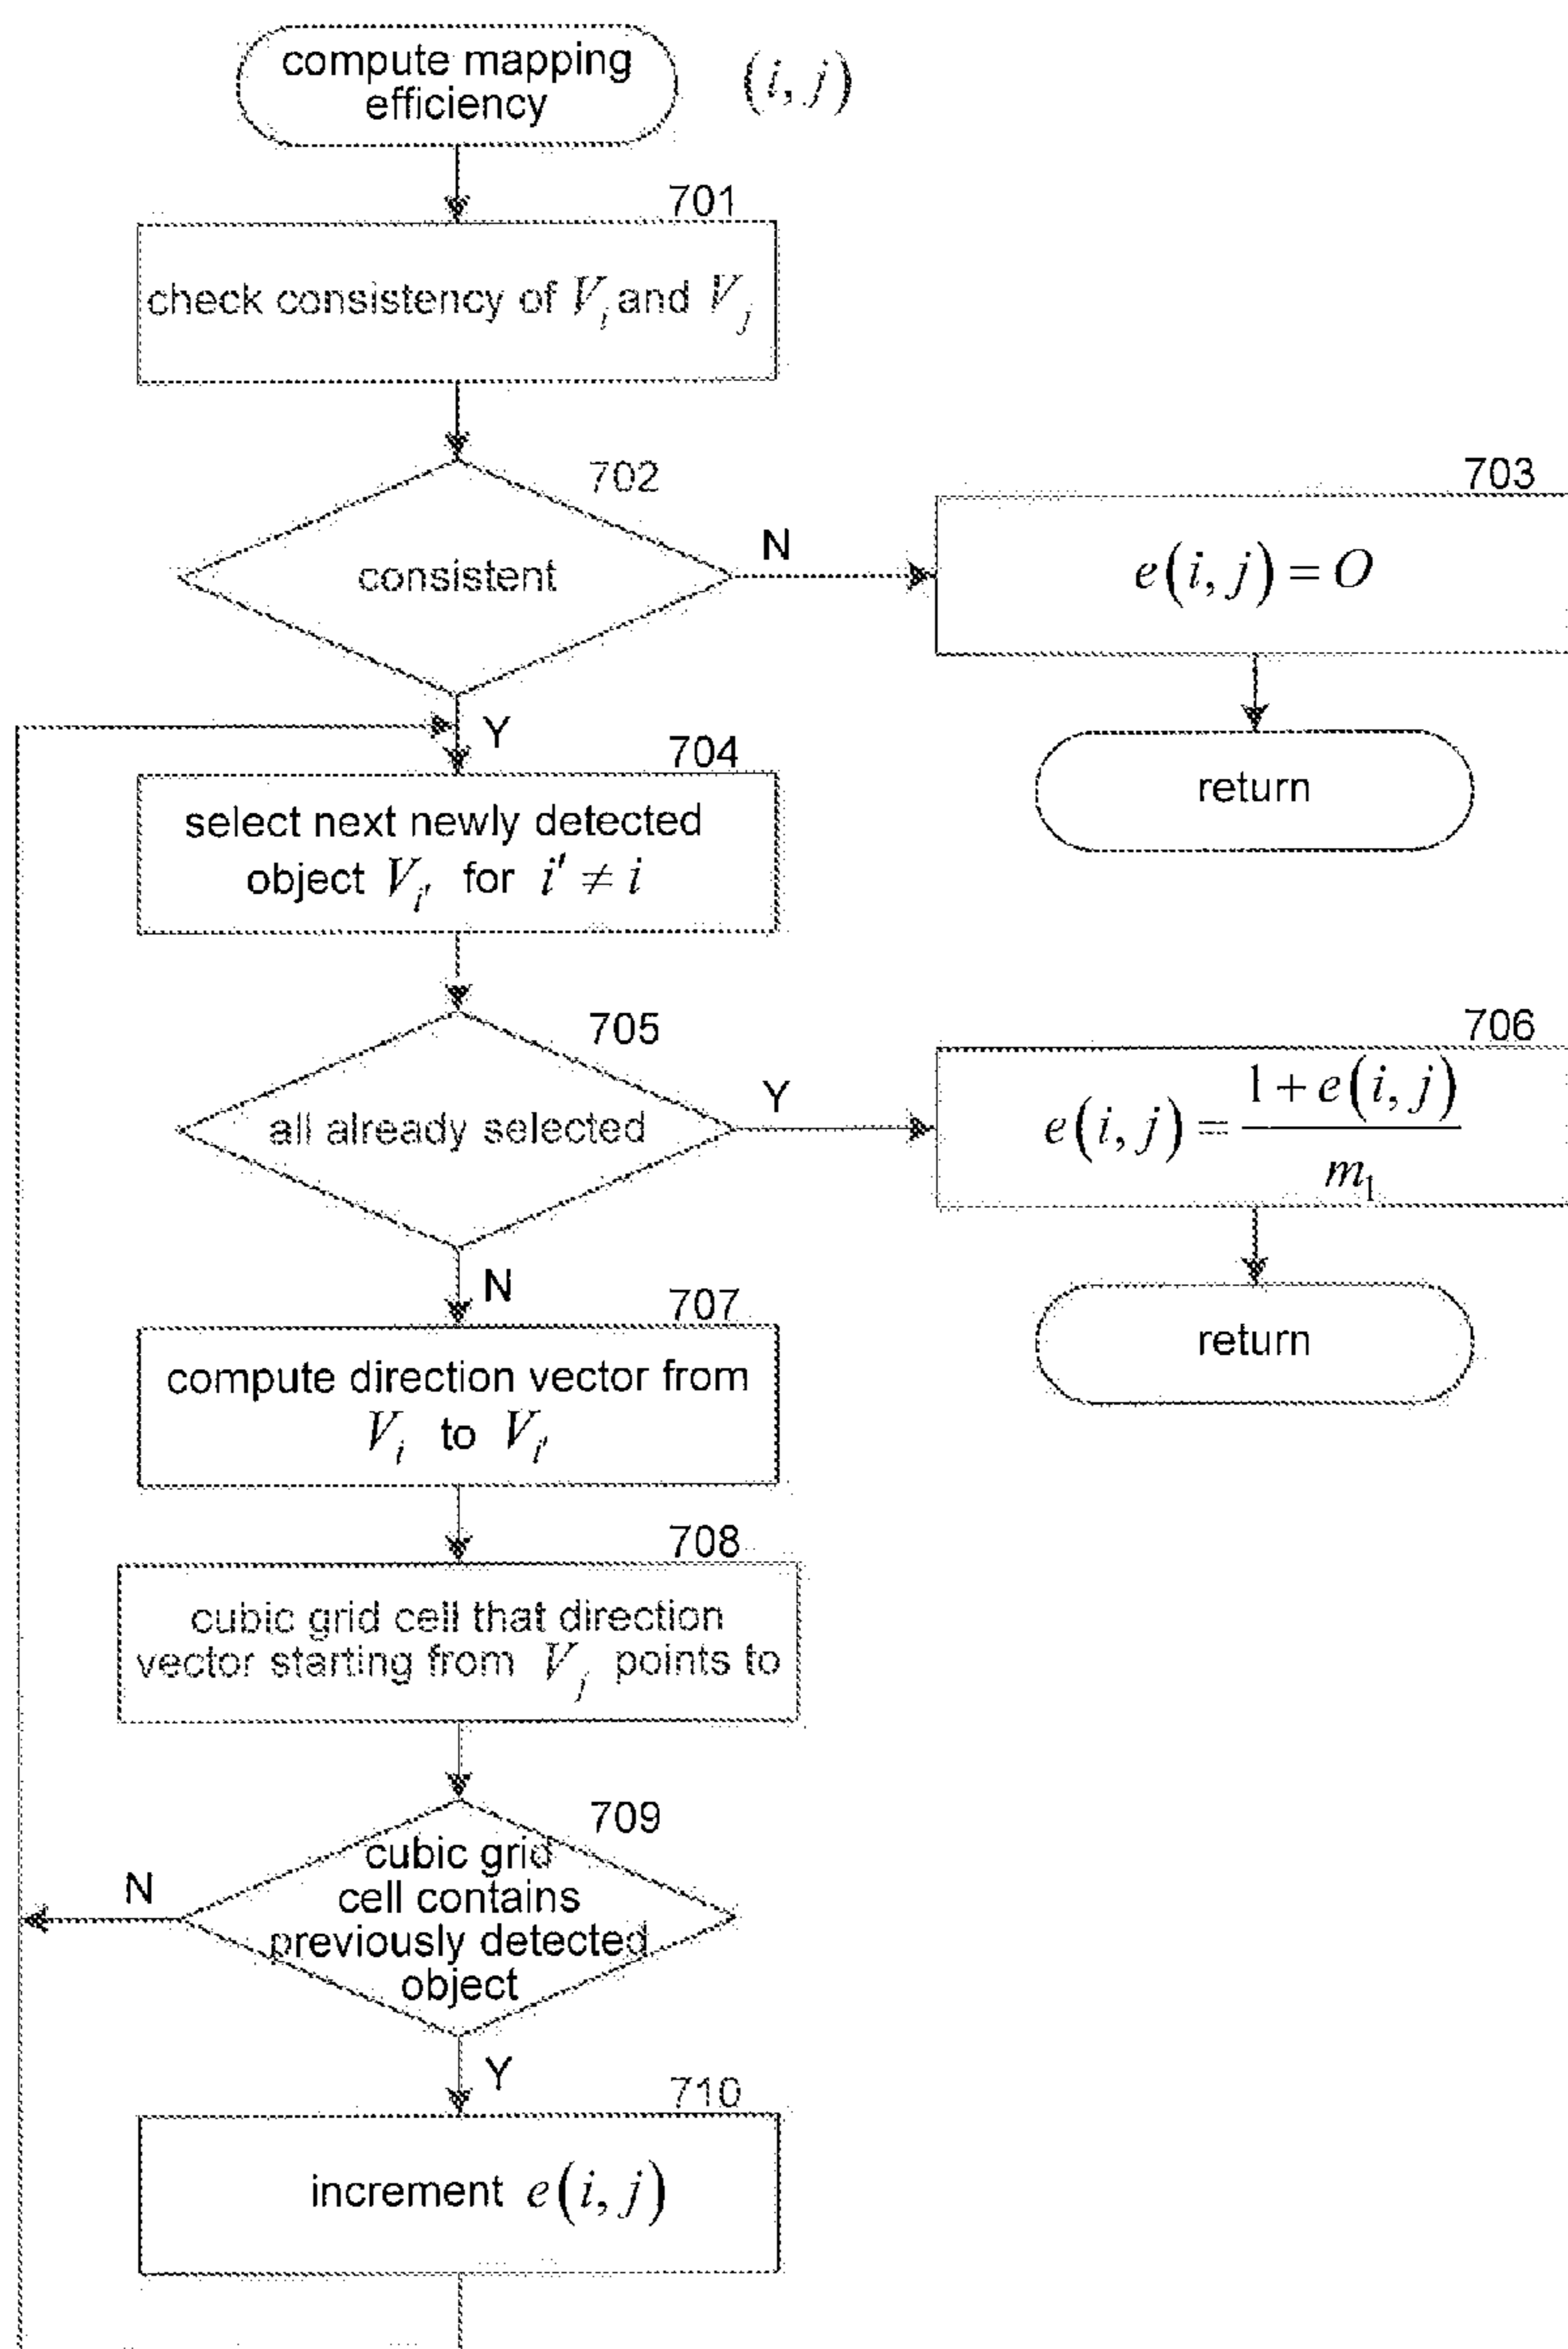 compute mapping
efficiency
(i, j)
701
check consistency of V_i and V_j
702
consistent
N
703
e(i, j) = O
return
Y
704
select next newly detected
object V_i' for i' ≠ i
705
all already selected
Y
706
e(i, j) = (1 + e(i, j)) / m_1
return
N
707
compute direction vector from
V_i to V_i'
708
cubic grid cell that direction
vector starting from V_j points to
709
cubic grid
cell contains
previously detected
object
N
Y
710
increment e(i, j)